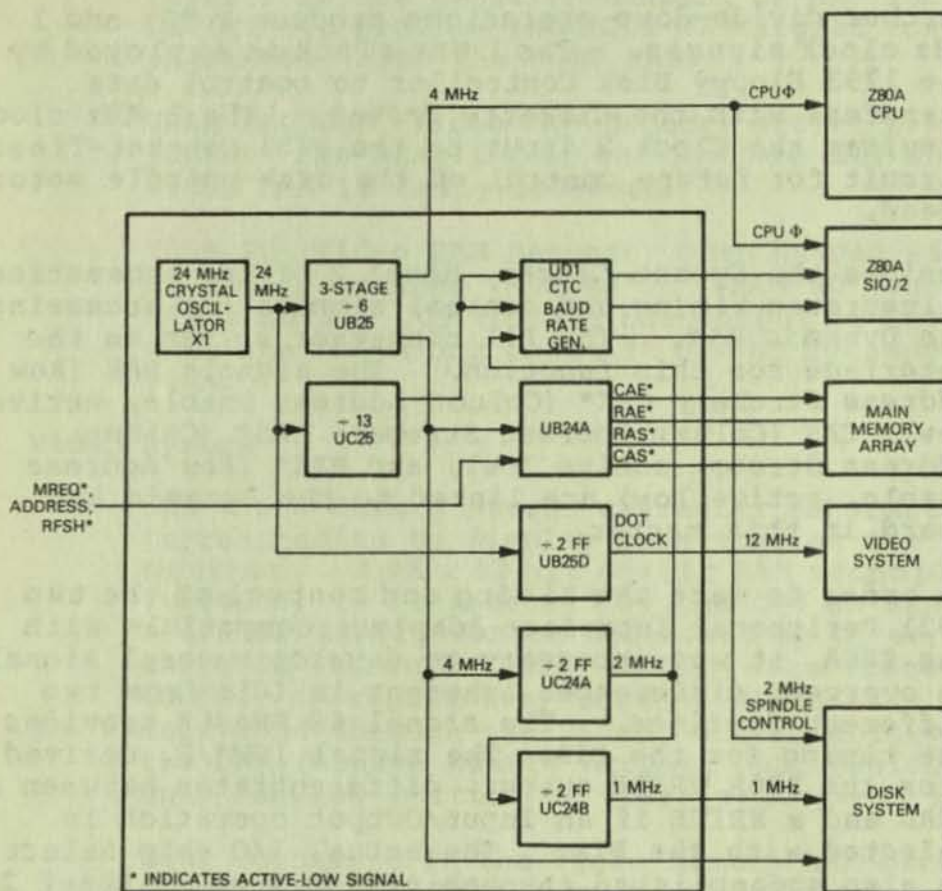 4 MHz
CPU Φ
Z80A
CPU
CPU Φ
Z80A
SIO/2
24 MHz
CRYSTAL
OSCIL-
LATOR
X1
24
MHz
3-STAGE
÷ 6
UB25
UD1
CTC
BAUD
RATE
GEN.
÷ 13
UC25
UB24A
CAE*
RAE*
RAS*
CAS*
MAIN
MEMORY
ARRAY
MREQ*,
ADDRESS,
RFSH*
÷ 2 FF
UB25D
DOT
CLOCK
12 MHz
VIDEO
SYSTEM
4 MHz
÷ 2 FF
UC24A
2 MHz
2 MHz
SPINDLE
CONTROL
÷ 2 FF
UC24B
1 MHz
1 MHz
DISK
SYSTEM
* INDICATES ACTIVE-LOW SIGNAL